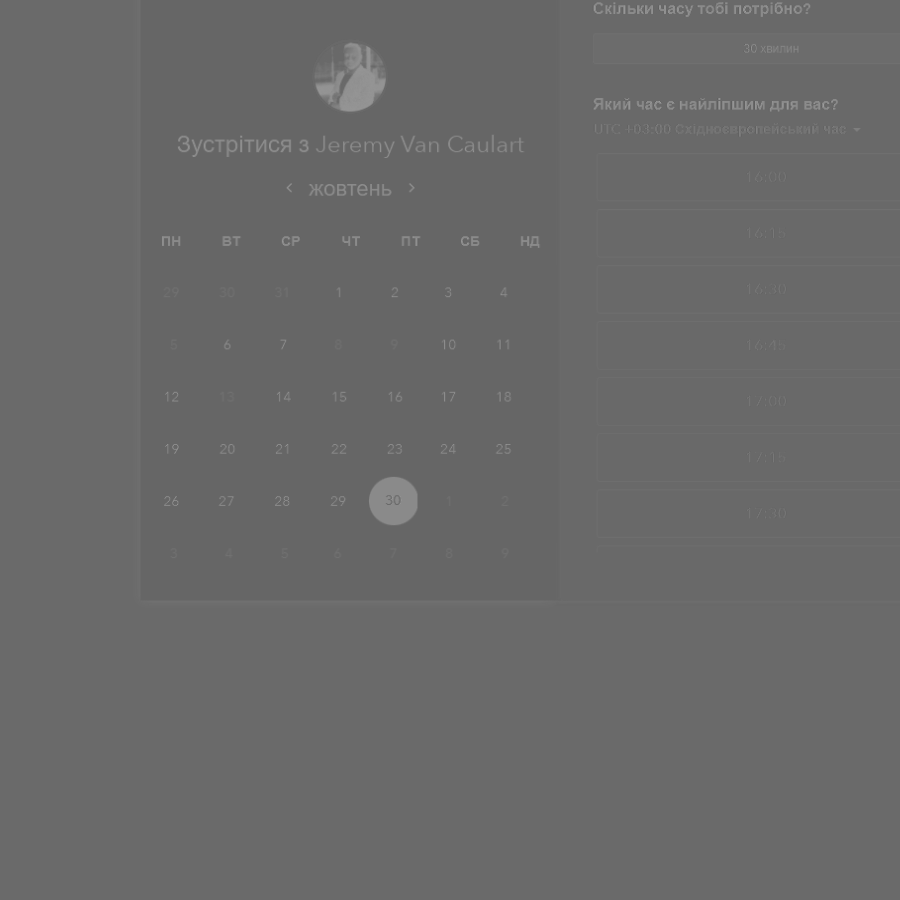 Скільки часу тобі потрібно?
30 хвилин
Зустрітися з Jeremy Van Caulart
‹ жовтень ›
ПН ВТ СР ЧТ ПТ СБ НД
29 30 31 1 2 3 4
5 6 7 8 9 10 11
12 13 14 15 16 17 18
19 20 21 22 23 24 25
26 27 28 29 30 1 2
3 4 5 6 7 8 9
Який час є найліпшим для вас?
UTC +03:00 Східноєвропейський час
16:00
16:15
16:30
16:45
17:00
17:15
17:30